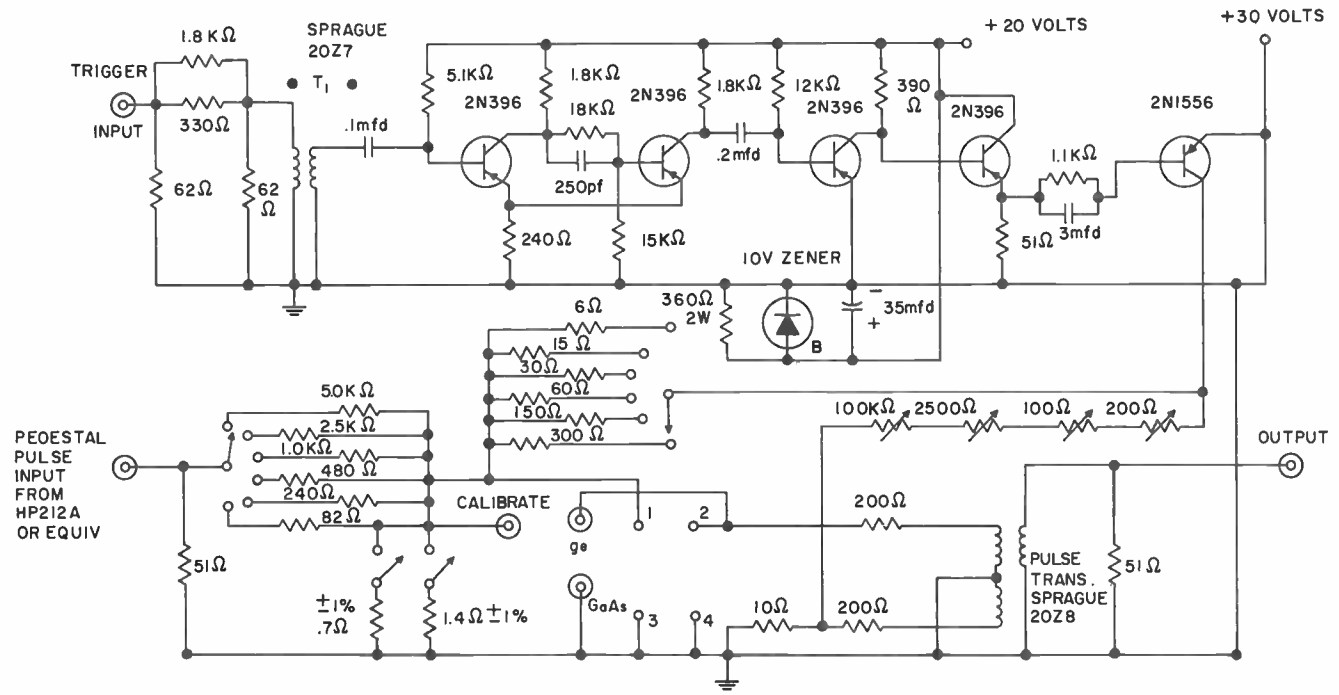 + 20 VOLTS
+30 VOLTS
SPRAGUE
20Z7
T1
1.8KΩ
TRIGGER
INPUT
330Ω
62Ω
62
Ω
.1mfd
5.1KΩ
2N396
1.8KΩ
18KΩ
250pf
2N396
240Ω
15KΩ
1.8KΩ
.2mfd
12KΩ
2N396
390
Ω
2N396
1.1KΩ
3mfd
51Ω
2N1556
10V ZENER
360Ω
2W
B
−
+
35mfd
6Ω
15
Ω
30Ω
60Ω
150Ω
300Ω
100KΩ
2500Ω
100Ω
200Ω
PEDESTAL
PULSE
INPUT
FROM
HP212A
OR EQUIV
5.0KΩ
2.5K Ω
1.0KΩ
480Ω
240Ω
82Ω
CALIBRATE
51Ω
±1%
.7Ω
1.4Ω±1%
ge
GaAs
1
2
3
4
200Ω
10Ω
200Ω
PULSE
TRANS.
SPRAGUE
20Z8
51Ω
OUTPUT